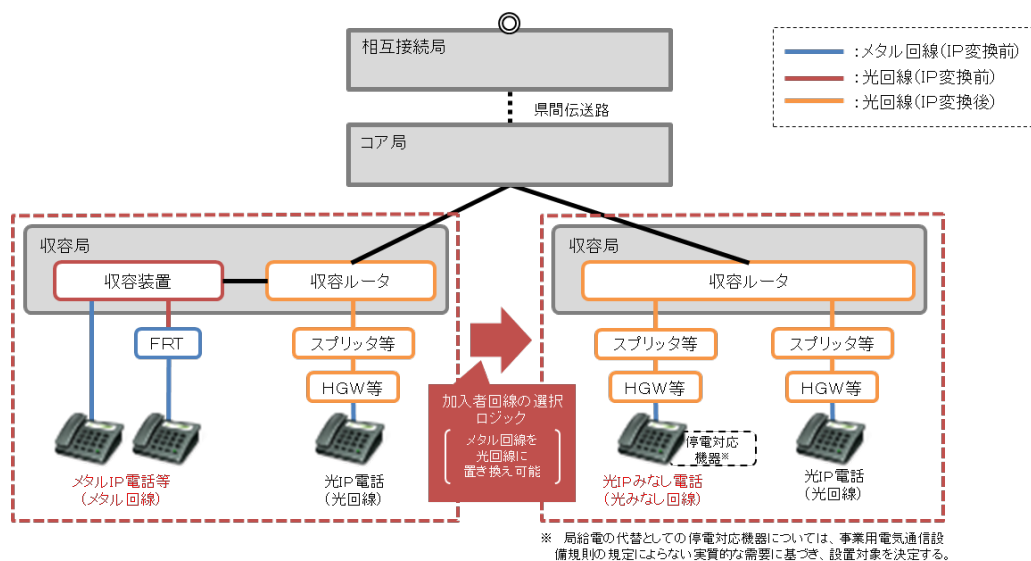 相互接続局
:メタル回線(IP変換前)
:光回線(IP変換前)
:光回線(IP変換後)
県間伝送路
コア局
収容局
収容装置
収容ルータ
FRT
スプリッタ等
HGW等
メタルIP電話等
(メタル回線)
光IP電話
(光回線)
加入者回線の選択
ロジック
メタル回線を
光回線に
置き換え可能
収容局
収容ルータ
スプリッタ等
スプリッタ等
HGW等
HGW等
停電対応
機器※
光IPみなし電話
(光みなし回線)
光IP電話
(光回線)
※ 局給電の代替としての停電対応機器については、事業用電気通信設
備規則の規定によらない実質的な需要に基づき、設置対象を決定する。